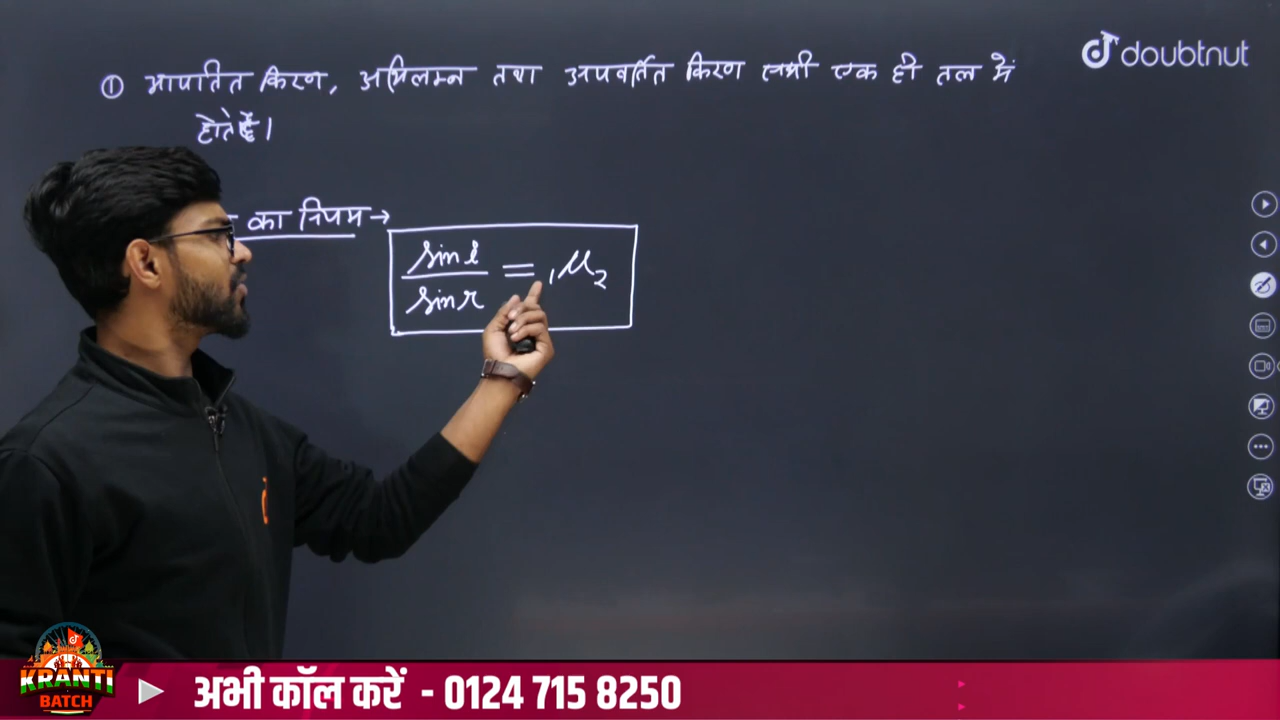 doubtnut
① आपतित किरण, अभिलम्ब तथा अपवर्तित किरण सभी एक ही तल में
होते हैं।
का नियम →
sin i / sin r = ₁μ₂
KRANTI
BATCH
अभी कॉल करें - 0124 715 8250